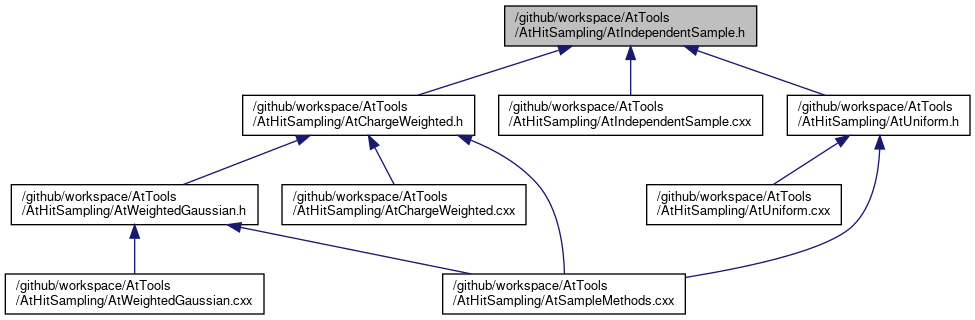 /github/workspace/AtTools
/AtHitSampling/AtIndependentSample.h
/github/workspace/AtTools
/AtHitSampling/AtChargeWeighted.h
/github/workspace/AtTools
/AtHitSampling/AtIndependentSample.cxx
/github/workspace/AtTools
/AtHitSampling/AtUniform.h
/github/workspace/AtTools
/AtHitSampling/AtWeightedGaussian.h
/github/workspace/AtTools
/AtHitSampling/AtChargeWeighted.cxx
/github/workspace/AtTools
/AtHitSampling/AtUniform.cxx
/github/workspace/AtTools
/AtHitSampling/AtWeightedGaussian.cxx
/github/workspace/AtTools
/AtHitSampling/AtSampleMethods.cxx